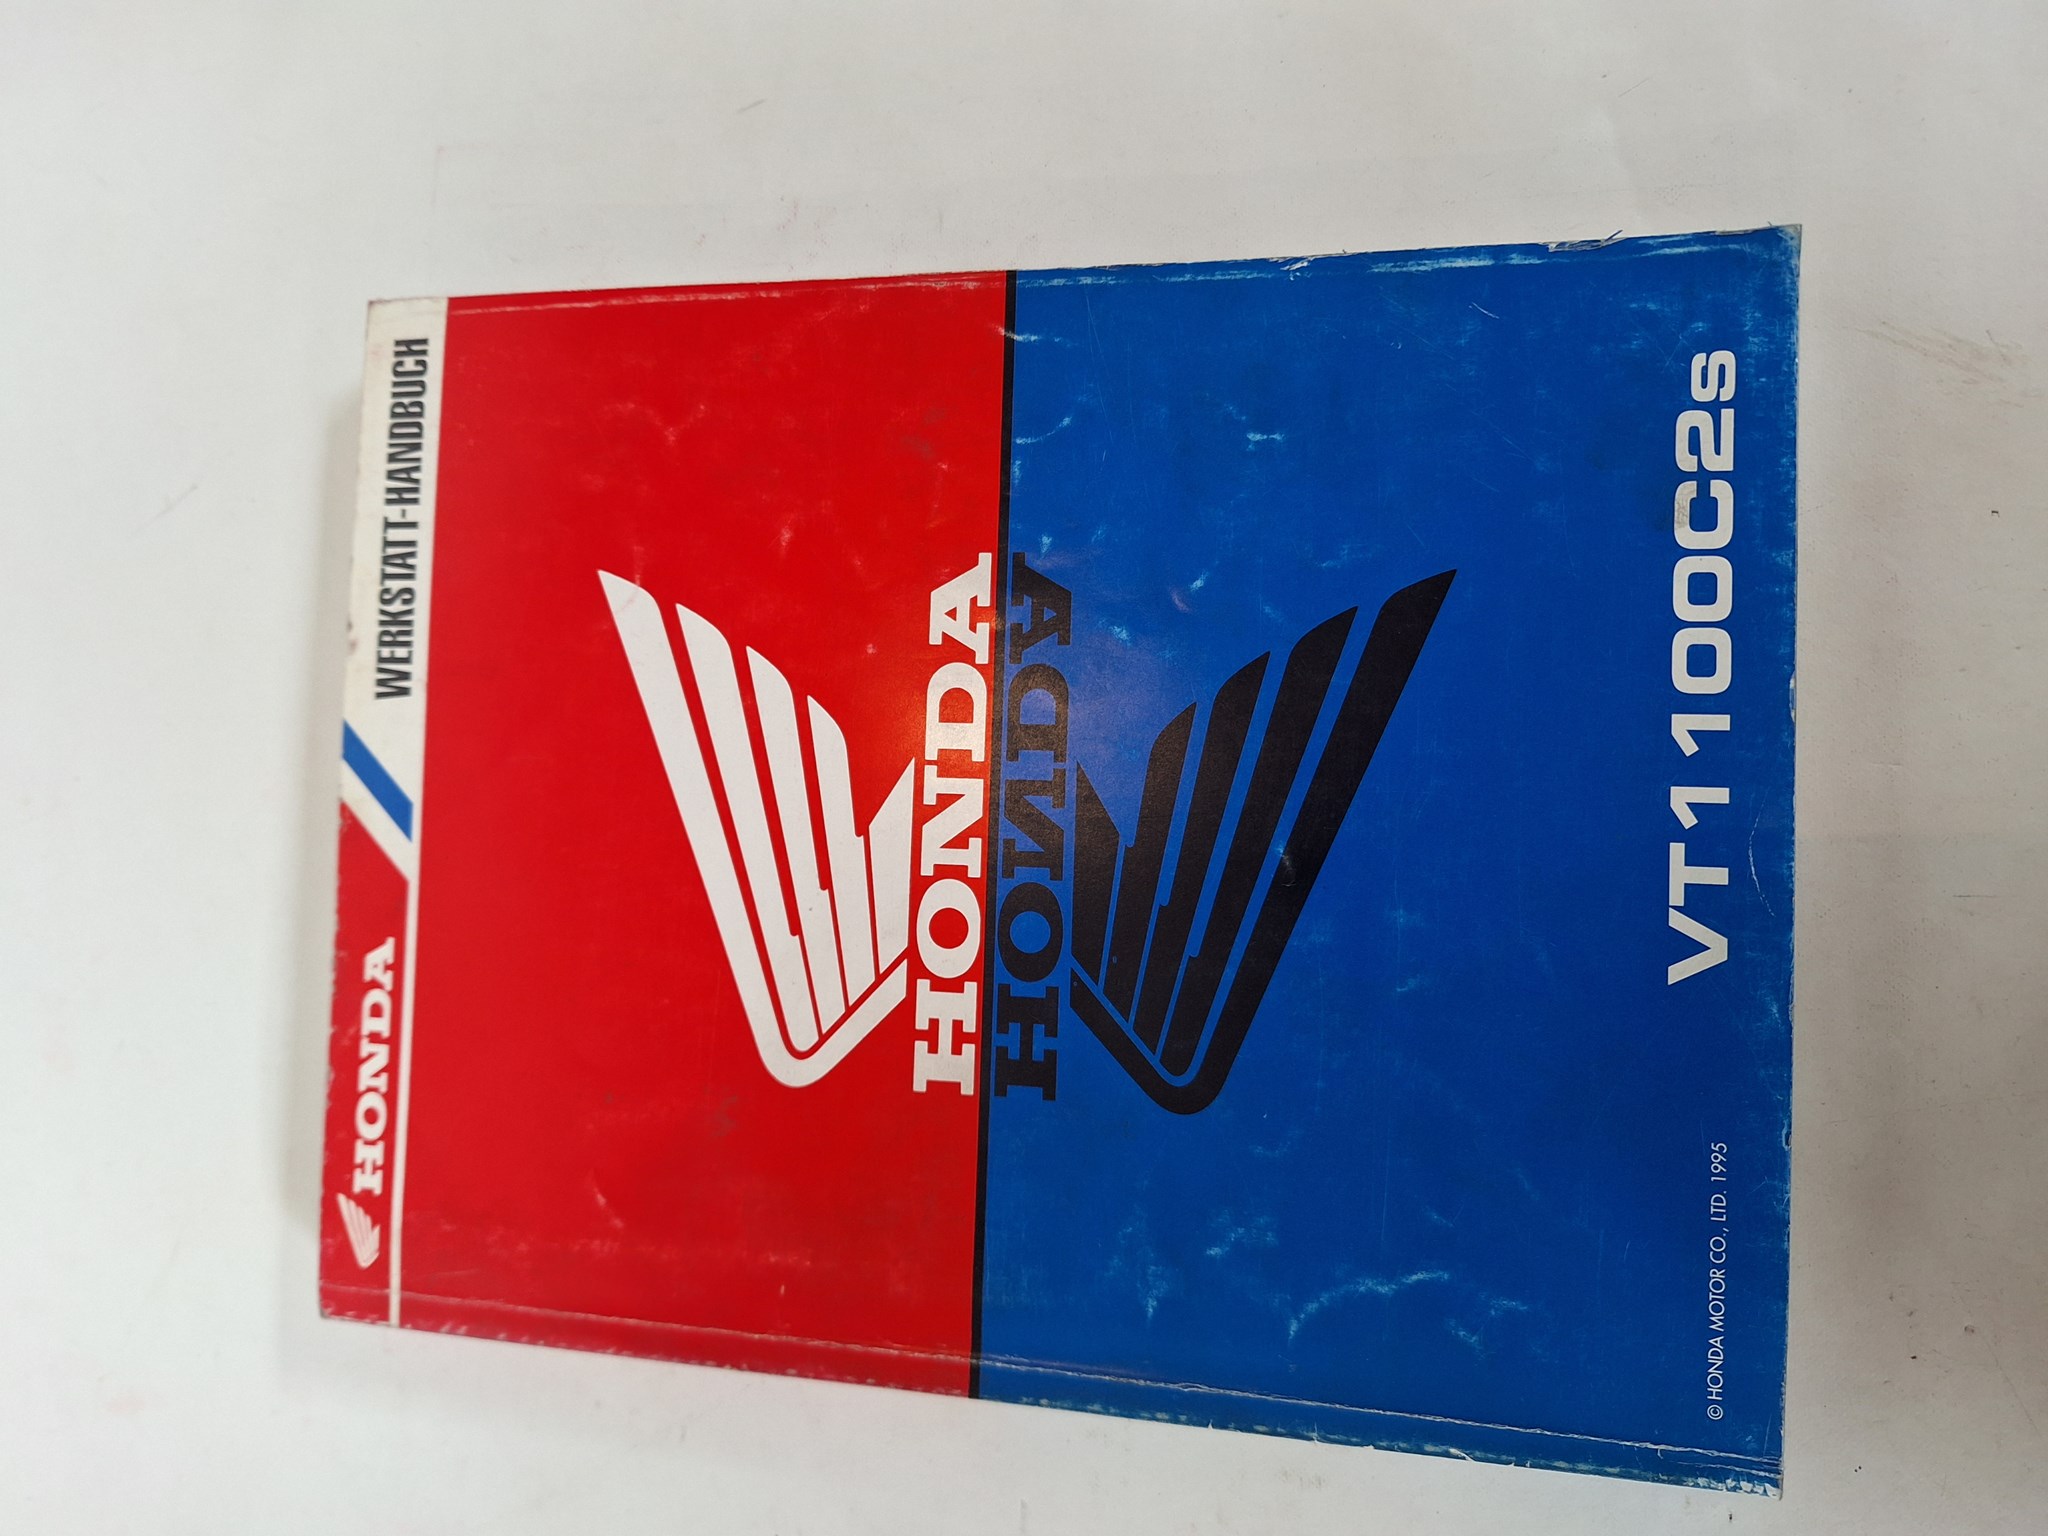 HONDA
WERKSTATT-HANDBUCH
HONDA
HONDA
VT1100C2s
© HONDA MOTOR CO., LTD. 1995